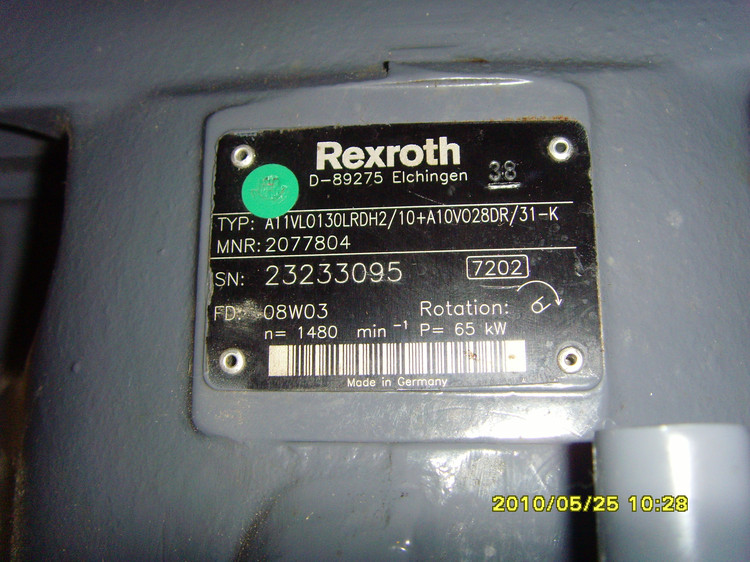 Rexroth
D-89275 Elchingen 38
TYP: A11VLO130LRDH2/10+A10VO28DR/31-K
MNR: 2077804
SN: 23233095 7202
FD: 08W03 Rotation:
n= 1480 min⁻¹ P= 65 kW
Made in Germany
2010/05/25 10:28